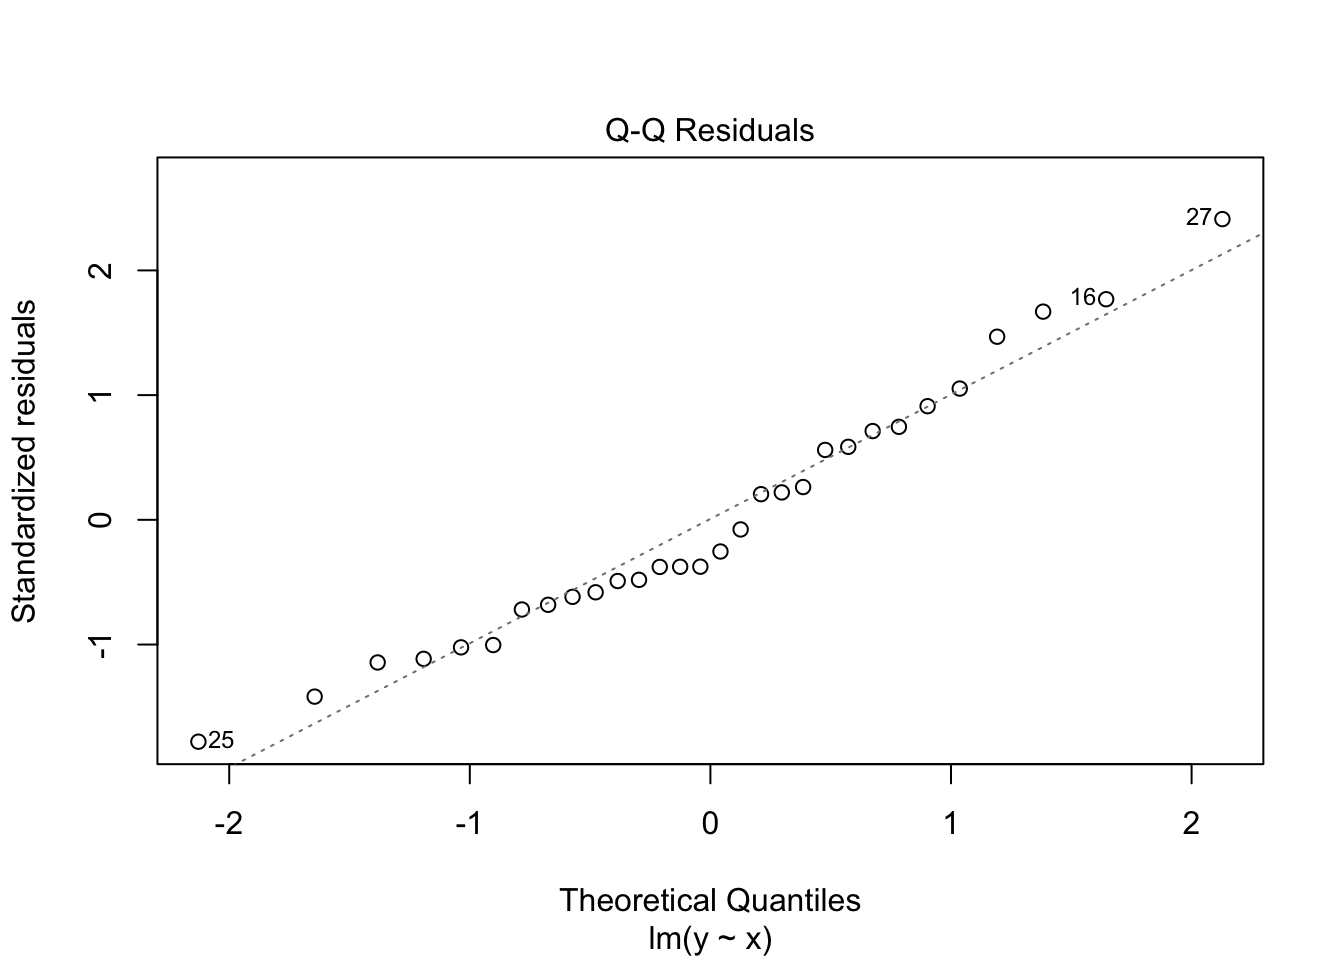 Q-Q Residuals
Standardized residuals
2
1
0
-1
27
16
25
-2 -1 0 1 2
Theoretical Quantiles
lm(y ~ x)